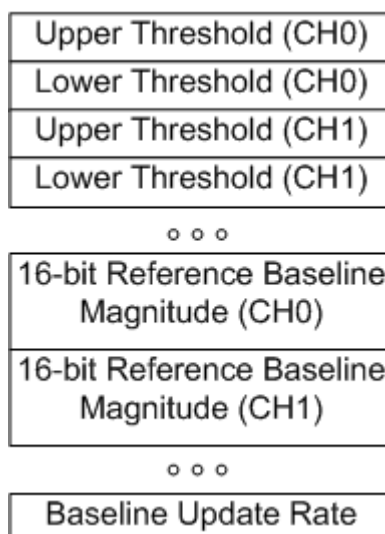 Upper Threshold (CH0)
Lower Threshold (CH0)
Upper Threshold (CH1)
Lower Threshold (CH1)
16-bit Reference Baseline
Magnitude (CH0)
16-bit Reference Baseline
Magnitude (CH1)
Baseline Update Rate